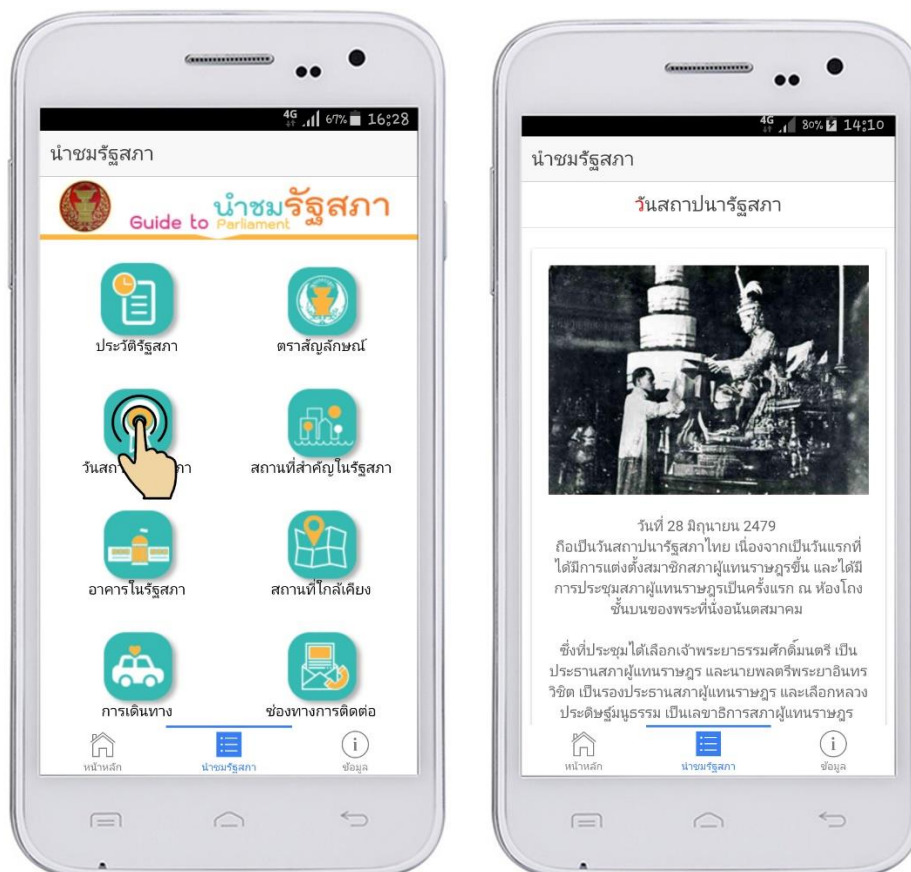 4G 67% 16:28
นำชมรัฐสภา
นำชมรัฐสภา
Guide to Parliament
ประวัติรัฐสภา
ตราสัญลักษณ์
วันสถ ภา
สถานที่สำคัญในรัฐสภา
อาคารในรัฐสภา
สถานที่ใกล้เคียง
การเดินทาง
ช่องทางการติดต่อ
หน้าหลัก
นำชมรัฐสภา
ข้อมูล
4G 80% 14:10
นำชมรัฐสภา
วันสถาปนารัฐสภา
วันที่ 28 มิถุนายน 2479
ถือเป็นวันสถาปนารัฐสภาไทย เนื่องจากเป็นวันแรกที่
ได้มีการแต่งตั้งสมาชิกสภาผู้แทนราษฎรขึ้น และได้มี
การประชุมสภาผู้แทนราษฎรเป็นครั้งแรก ณ ห้องโถง
ชั้นบนของพระที่นั่งอนันตสมาคม
ซึ่งที่ประชุมได้เลือกเจ้าพระยาธรรมศักดิ์มนตรี เป็น
ประธานสภาผู้แทนราษฎร และนายพลตรีพระยาอินทร
วิชิต เป็นรองประธานสภาผู้แทนราษฎร และเลือกหลวง
ประดิษฐ์มนูธรรม เป็นเลขาธิการสภาผู้แทนราษฎร
หน้าหลัก
นำชมรัฐสภา
ข้อมูล